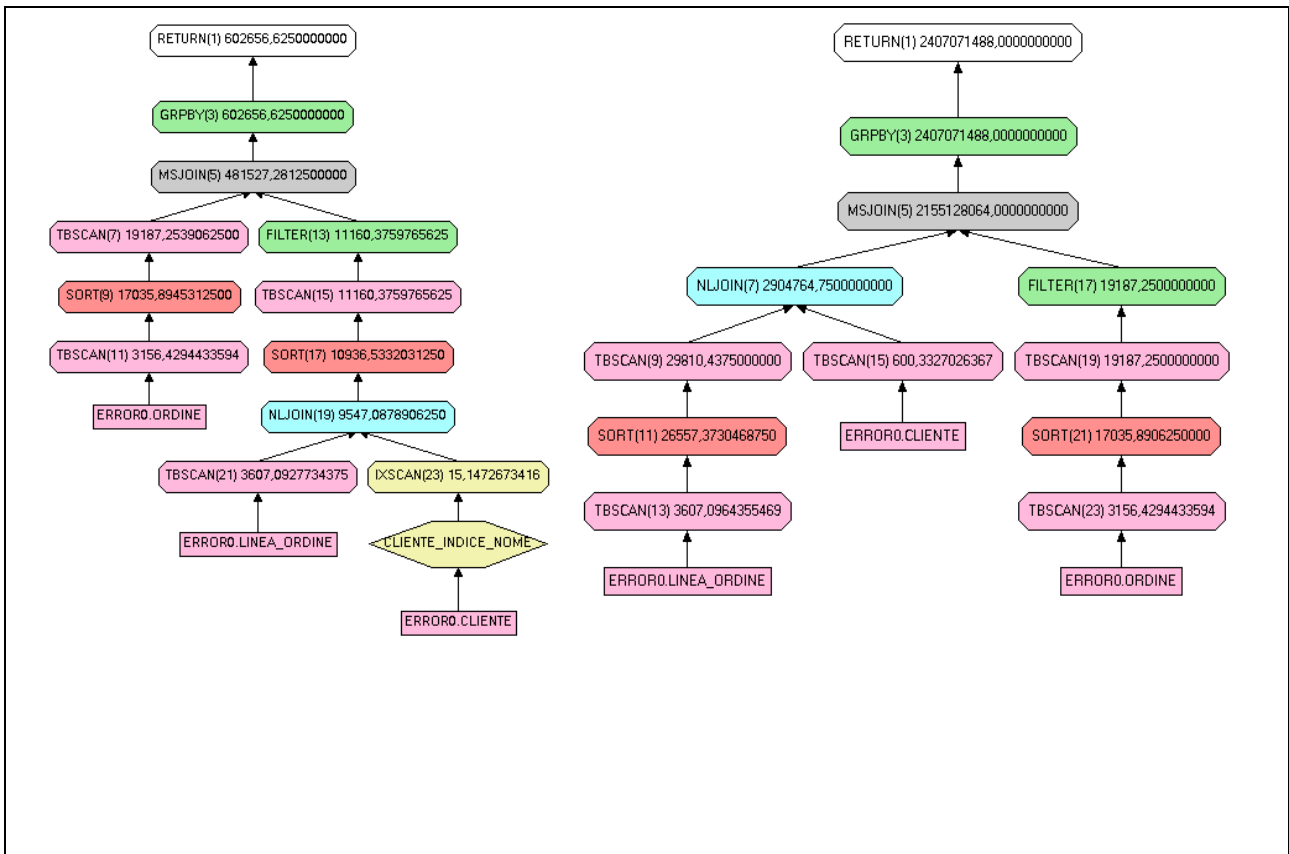 RETURN(1) 602656,6250000000
GRPBY(3) 602656,6250000000
MSJOIN(5) 481527,2812500000
TBSCAN(7) 19187,2539062500
FILTER(13) 11160,3759765625
SORT(9) 17035,8945312500
TBSCAN(15) 11160,3759765625
TBSCAN(11) 3156,4294433594
SORT(17) 10936,5332031250
ERROR0.ORDINE
NLJOIN(19) 9547,0878906250
TBSCAN(21) 3607,0927734375
IXSCAN(23) 15,1472673416
ERROR0.LINEA_ORDINE
CLIENTE_INDICE_NOME
ERROR0.CLIENTE
RETURN(1) 2407071488,0000000000
GRPBY(3) 2407071488,0000000000
MSJOIN(5) 2155128064,0000000000
NLJOIN(7) 2904764,7500000000
FILTER(17) 19187,2500000000
TBSCAN(9) 29810,4375000000
TBSCAN(15) 600,3327026367
TBSCAN(19) 19187,2500000000
SORT(11) 26557,3730468750
ERROR0.CLIENTE
SORT(21) 17035,8906250000
TBSCAN(13) 3607,0964355469
TBSCAN(23) 3156,4294433594
ERROR0.LINEA_ORDINE
ERROR0.ORDINE